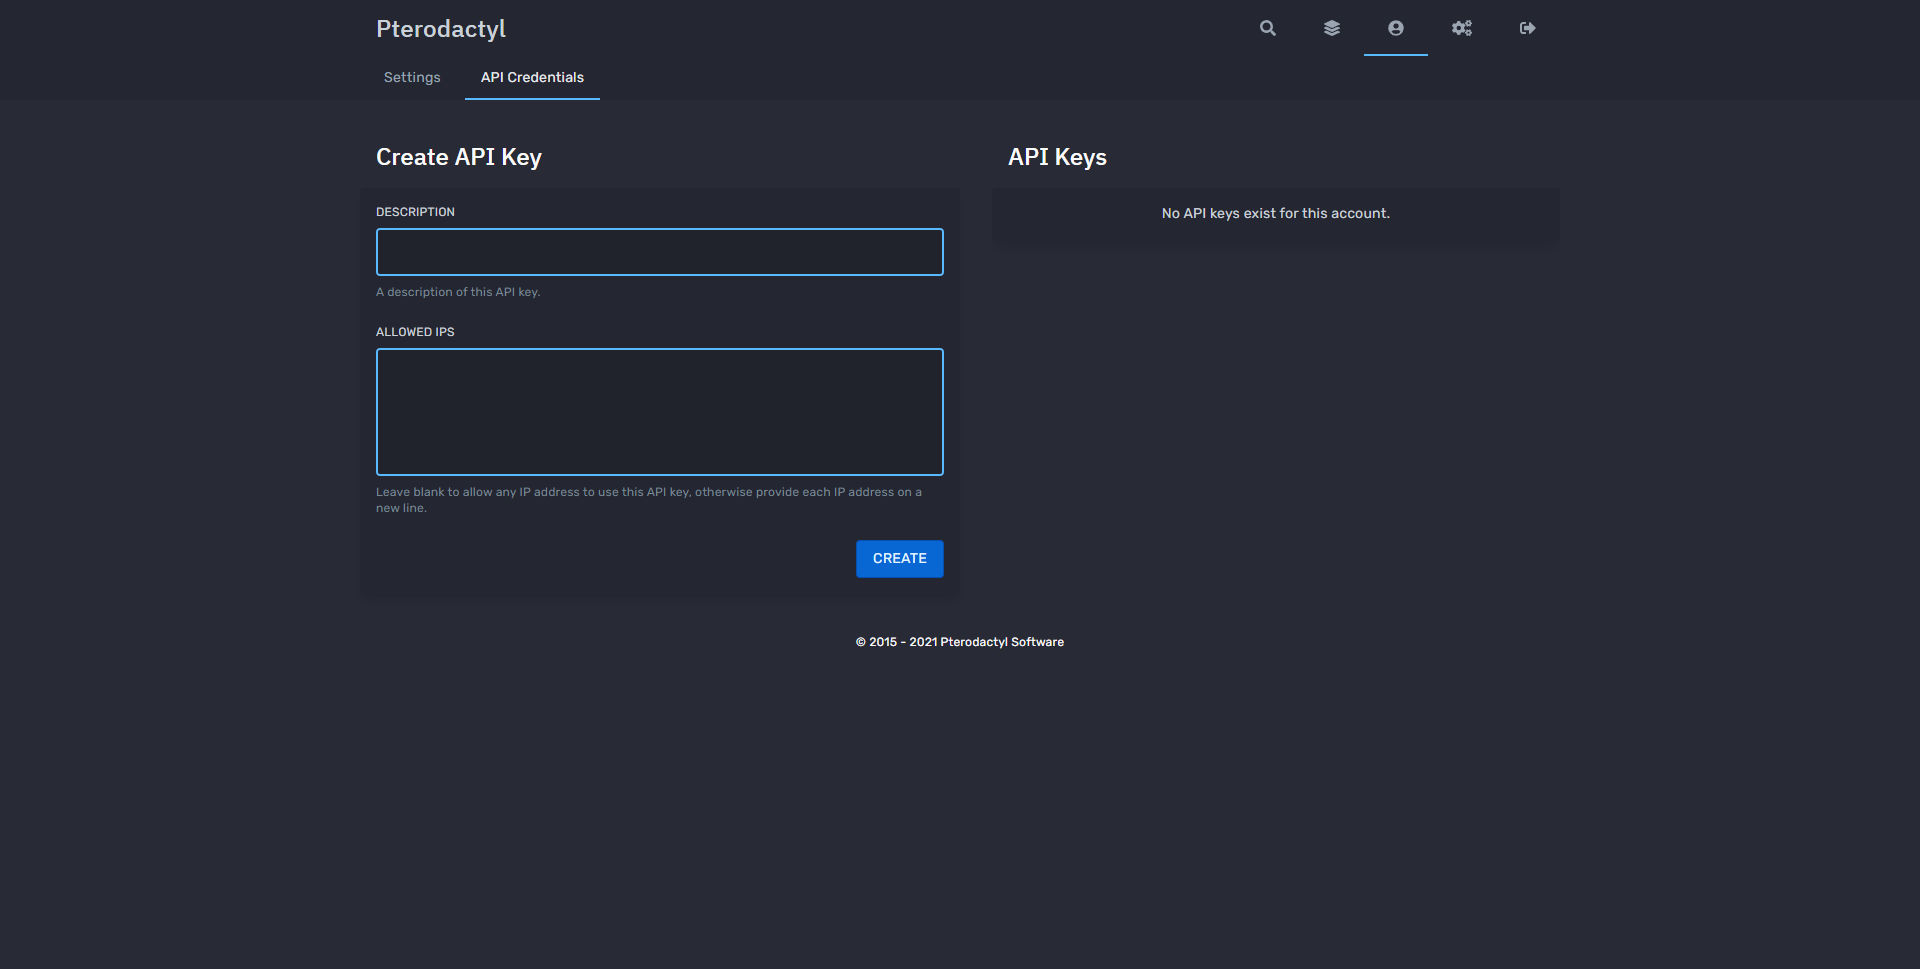 Pterodactyl
Settings
API Credentials
Create API Key
DESCRIPTION
A description of this API key.
ALLOWED IPS
Leave blank to allow any IP address to use this API key, otherwise provide each IP address on a
new line.
CREATE
API Keys
No API keys exist for this account.
© 2015 - 2021 Pterodactyl Software